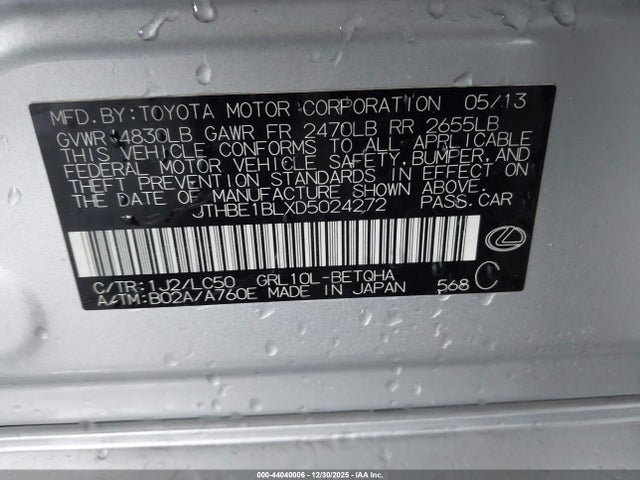 MFD.BY:TOYOTA MOTOR CORPORATION 05/13
GVWR 4830LB GAWR FR 2470LB RR 2655LB
THIS VEHICLE CONFORMS TO ALL APPLICABLE
FEDERAL MOTOR VEHICLE SAFETY, BUMPER, AND
THEFT PREVENTION STANDARDS IN EFFECT ON
THE DATE OF MANUFACTURE SHOWN ABOVE.
JTHBE1BLXD5024272 PASS.CAR
C/TR:1J2/LC50 GRL10L-BETQHA
A/TM:B02A/A760E MADE IN JAPAN 568 C
000-44040006 - 12/30/2025 - IAA, Inc.